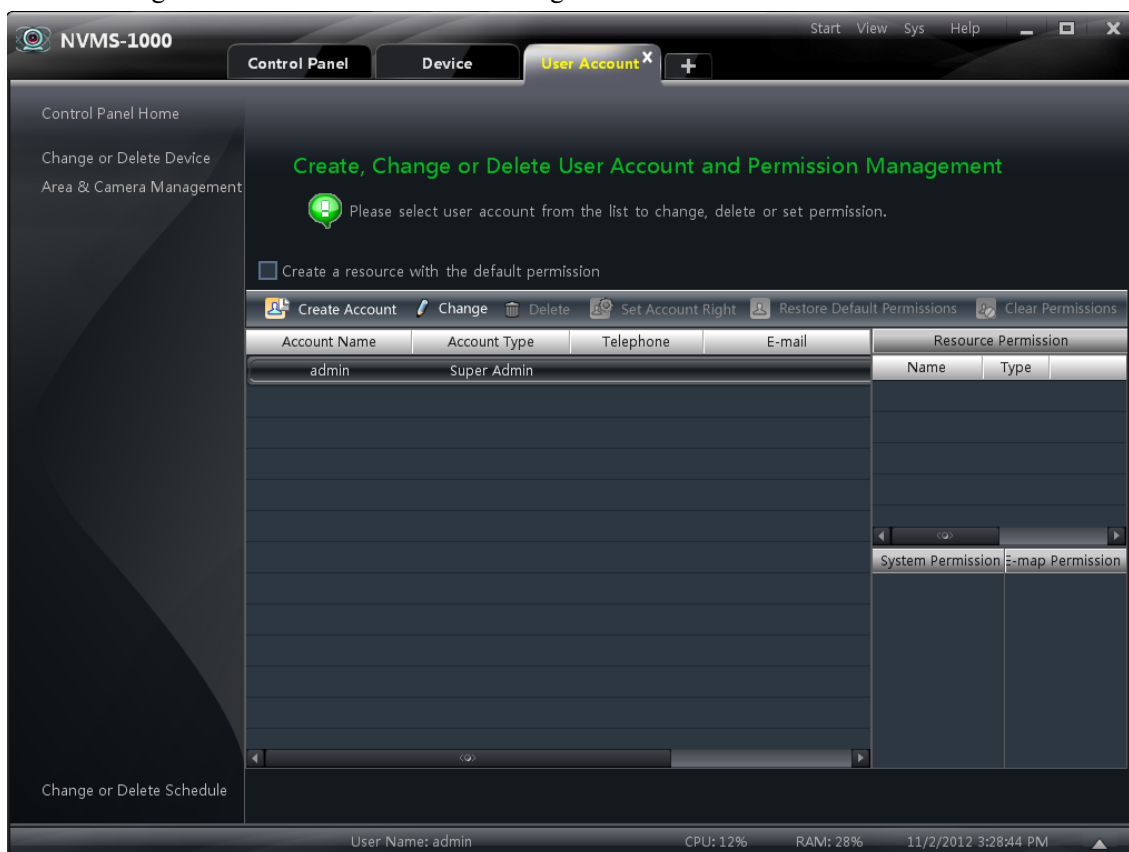 NVMS-1000
Start View Sys Help
Control Panel Device User Account X +
Control Panel Home
Change or Delete Device
Area & Camera Management
Create, Change or Delete User Account and Permission Management
Please select user account from the list to change, delete or set permission.
Create a resource with the default permission
Create Account Change Delete Set Account Right Restore Default Permissions Clear Permissions
Account Name Account Type Telephone E-mail Resource Permission
Name Type
admin Super Admin
System Permission E-map Permission
Change or Delete Schedule
User Name: admin CPU: 12% RAM: 28% 11/2/2012 3:28:44 PM